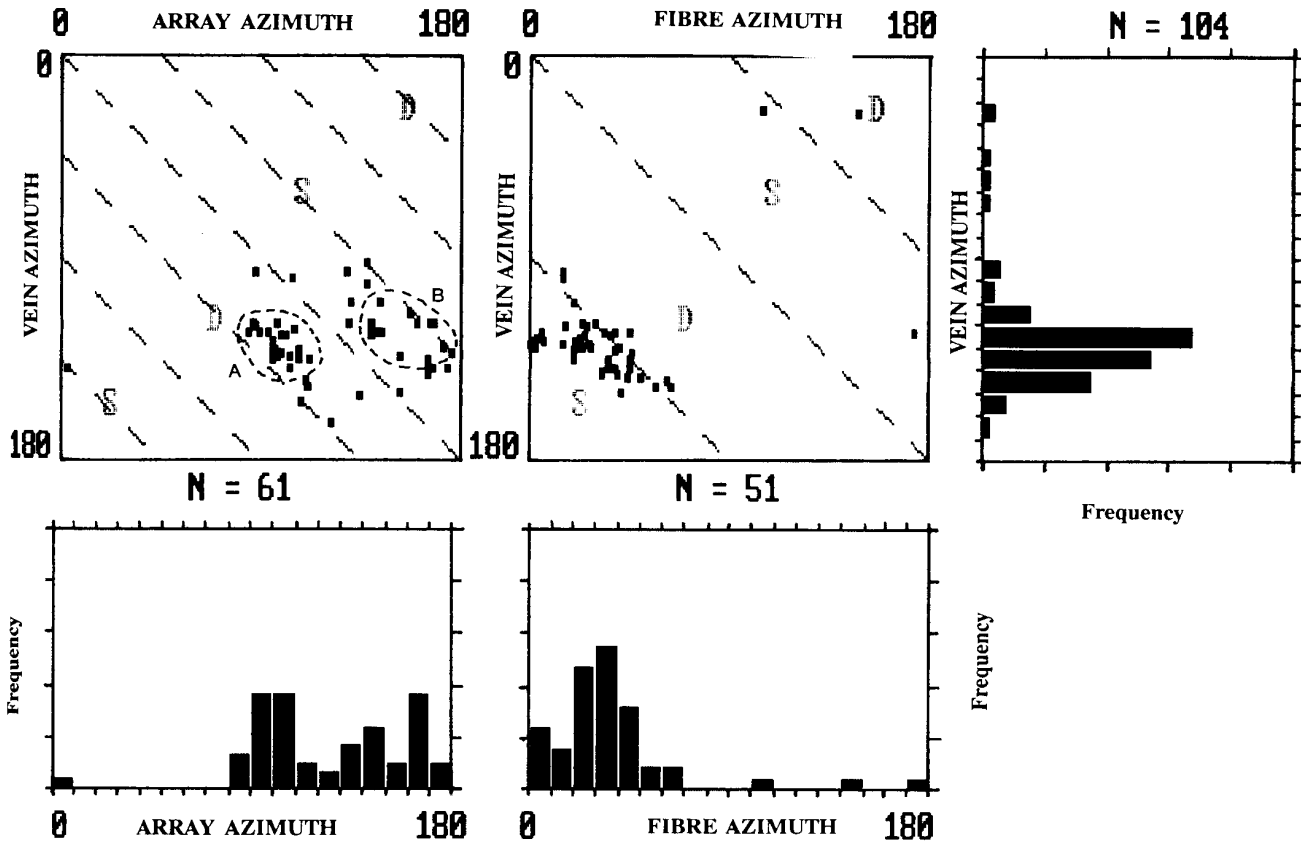 0 ARRAY AZIMUTH 180
0 FIBRE AZIMUTH 180
N = 104
0
0
VEIN AZIMUTH
VEIN AZIMUTH
VEIN AZIMUTH
D
S
D
S
A
B
D
S
D
S
180
180
N = 61
N = 51
Frequency
Frequency
Frequency
0 ARRAY AZIMUTH 180
0 FIBRE AZIMUTH 180